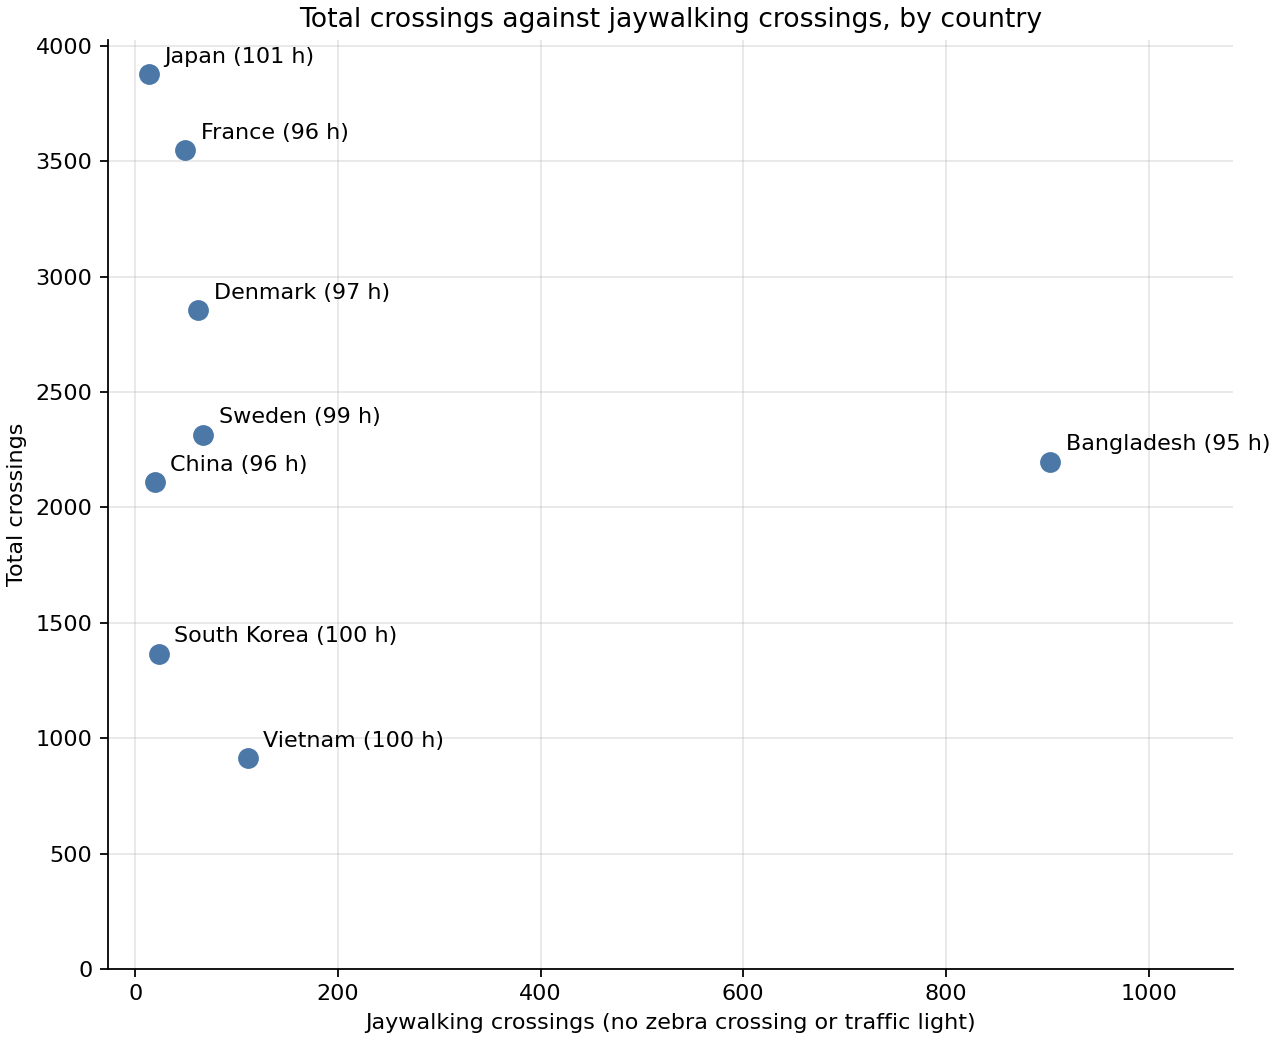 Total crossings against jaywalking crossings, by country
4000
3500
3000
2500
2000
1500
1000
500
0
Total crossings
Japan (101 h)
France (96 h)
Denmark (97 h)
Sweden (99 h)
Bangladesh (95 h)
China (96 h)
South Korea (100 h)
Vietnam (100 h)
0 200 400 600 800 1000
Jaywalking crossings (no zebra crossing or traffic light)